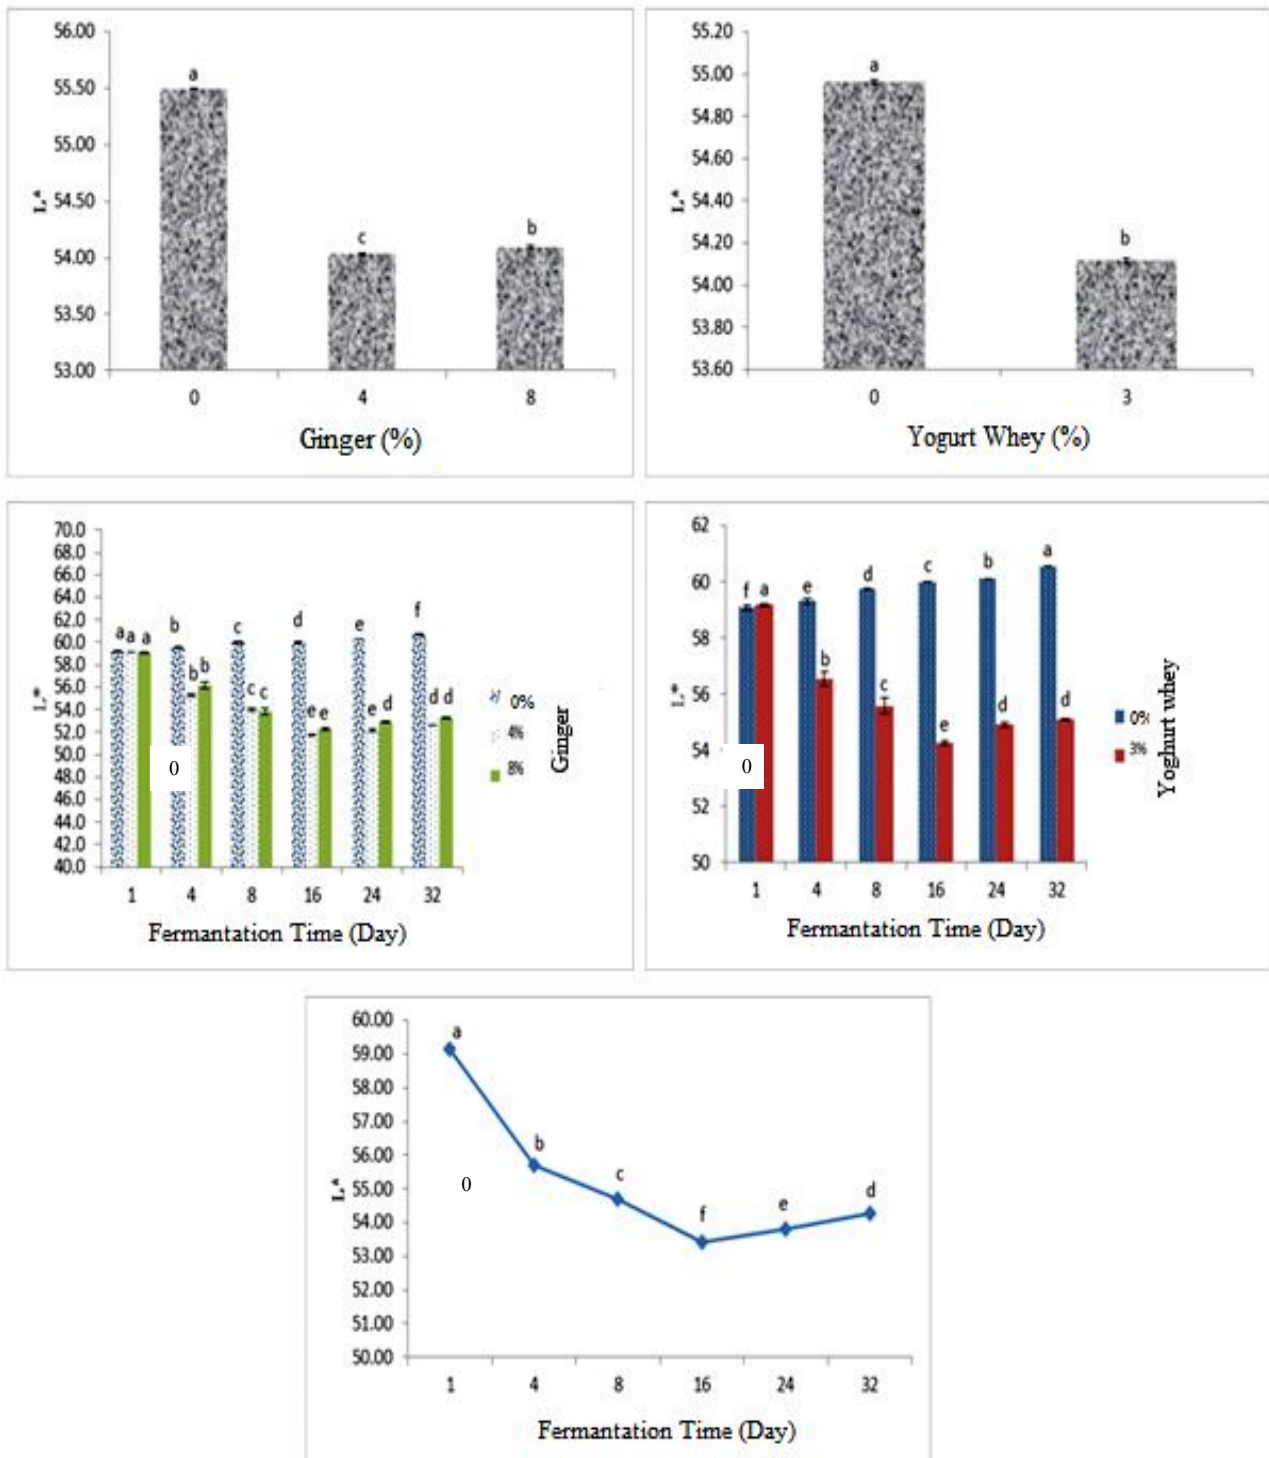 56.00
55.50
55.00
54.50
54.00
53.50
53.00
L*
a
c
b
0 4 8
Ginger (%)
55.20
55.00
54.80
54.60
54.40
54.20
54.00
53.80
53.60
L*
a
b
0 3
Yogurt Whey (%)
70.0
68.0
66.0
64.0
62.0
60.0
58.0
56.0
54.0
52.0
50.0
48.0
46.0
44.0
42.0
40.0
L*
a a a
b b b
c c c
d e e
e e d
f d d
0
1 4 8 16 24 32
Fermantation Time (Day)
0%
4%
8%
Ginger
62
60
58
56
54
52
50
L*
f a
e b
d c
c e
b d
a d
0
1 4 8 16 24 32
Fermantation Time (Day)
0%
3%
Yoghurt whey
60.00
59.00
58.00
57.00
56.00
55.00
54.00
53.00
52.00
51.00
50.00
L*
a
b
c
f
e
d
0
1 4 8 16 24 32
Fermantation Time (Day)